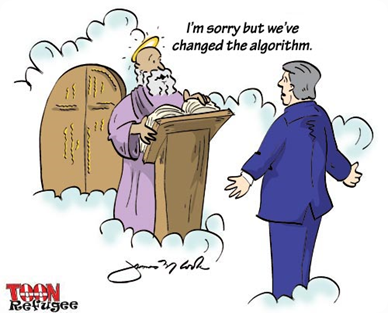 I'm sorry but we've
changed the algorithm.
TOON
Refugee